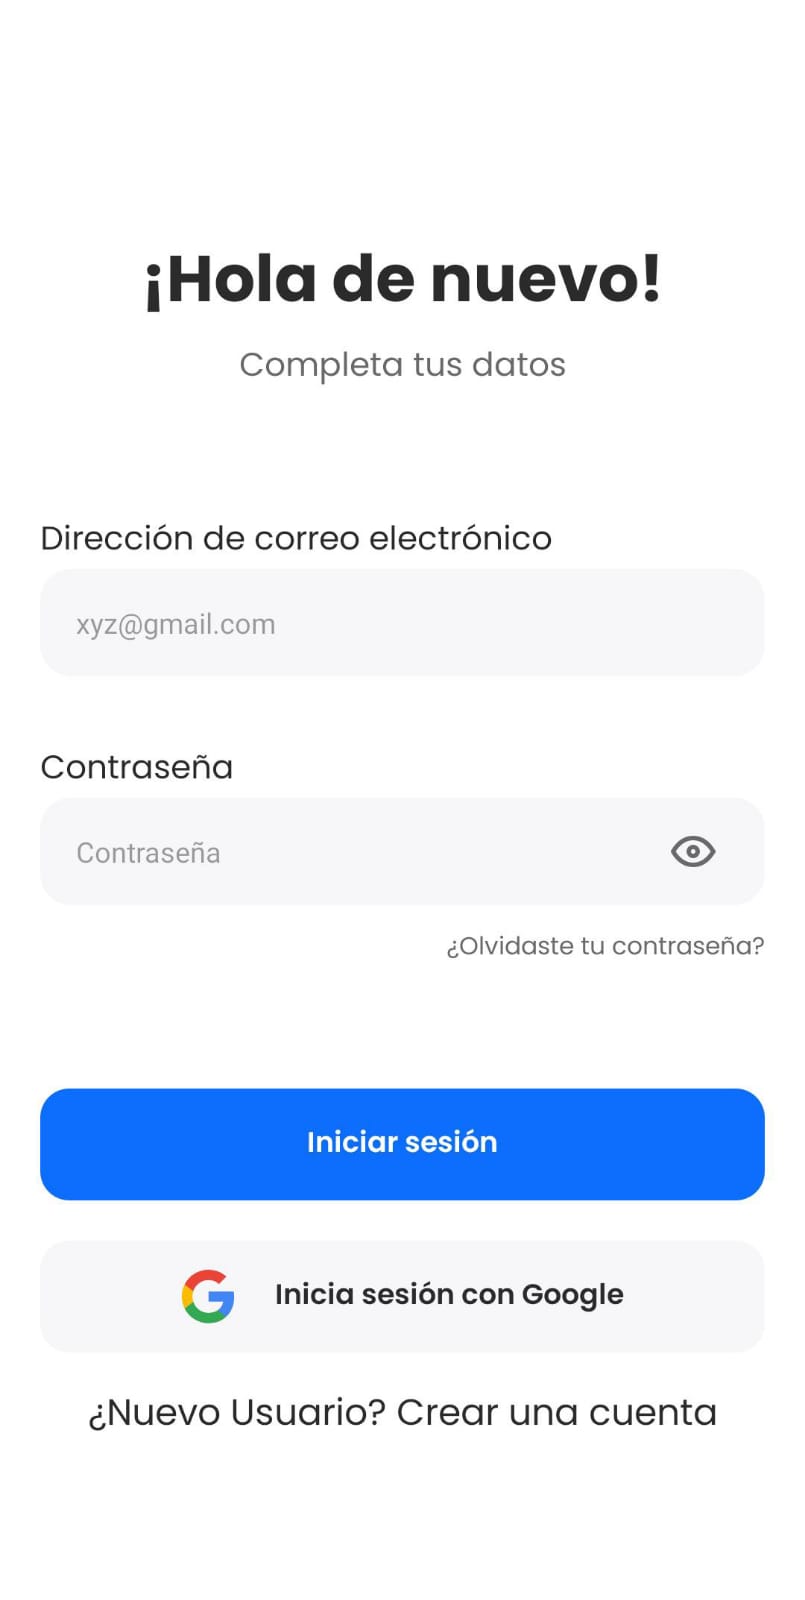 ¡Hola de nuevo!
Completa tus datos
Dirección de correo electrónico
xyz@gmail.com
Contraseña
Contraseña
¿Olvidaste tu contraseña?
Iniciar sesión
Inicia sesión con Google
¿Nuevo Usuario? Crear una cuenta